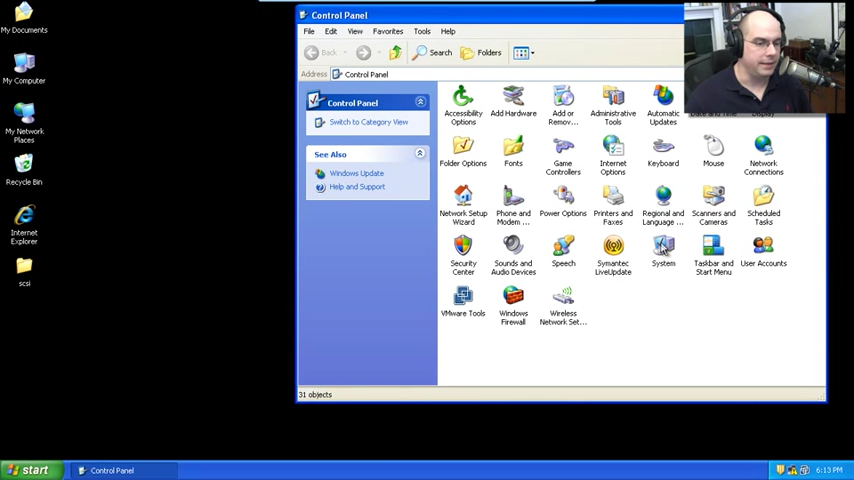 My Documents
My Computer
My Network
Places
Recycle Bin
Internet
Explorer
scsi
Control Panel
File Edit View Favorites Tools Help
Back Search Folders
Address Control Panel
Control Panel
Switch to Category View
See Also
Windows Update
Help and Support
Accessibility
Options
Add Hardware
Add or
Remov...
Administrative
Tools
Automatic
Updates
Date and Time
Display
Folder Options
Fonts
Game
Controllers
Internet
Options
Keyboard
Mouse
Network
Connections
Network Setup
Wizard
Phone and
Modem ...
Power Options
Printers and
Faxes
Regional and
Language ...
Scanners and
Cameras
Scheduled
Tasks
Security
Center
Sounds and
Audio Devices
Speech
Symantec
LiveUpdate
System
Taskbar and
Start Menu
User Accounts
VMware Tools
Windows
Firewall
Wireless
Network Set...
31 objects
start
Control Panel
6:13 PM